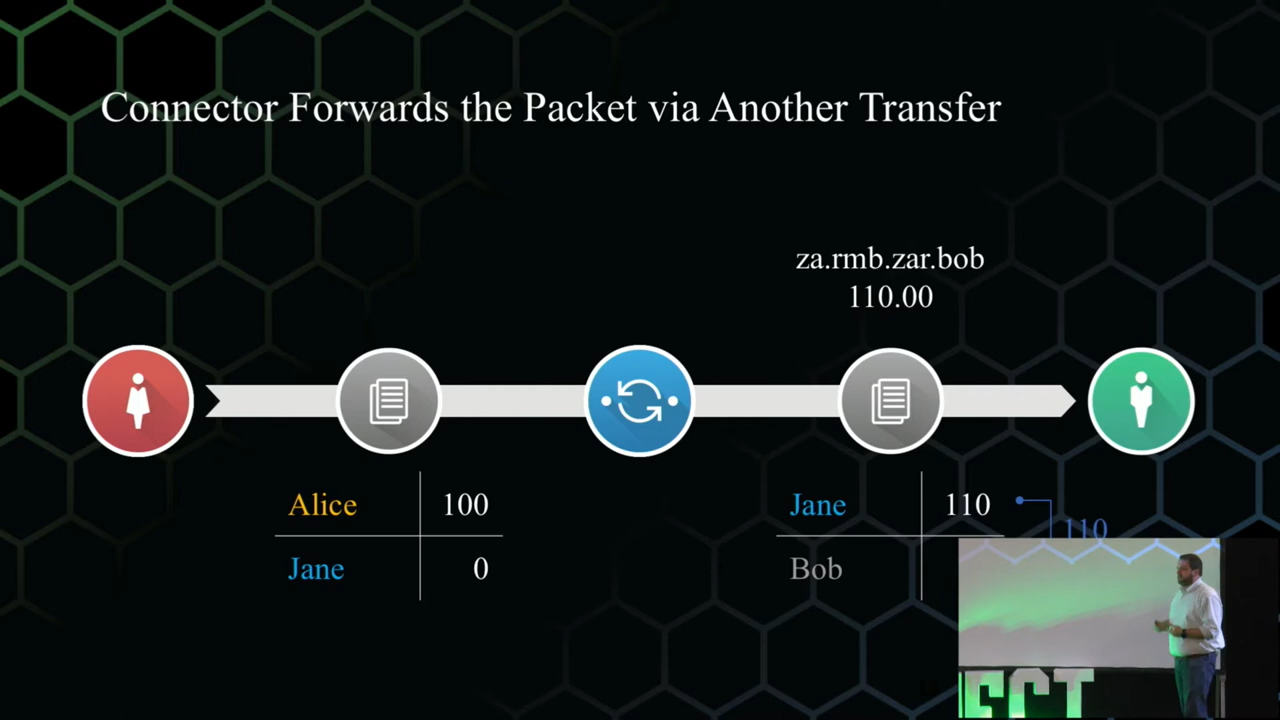 Connector Forwards the Packet via Another Transfer
za.rmb.zar.bob
110.00
Alice 100
Jane 0
Jane 110
110
Bob